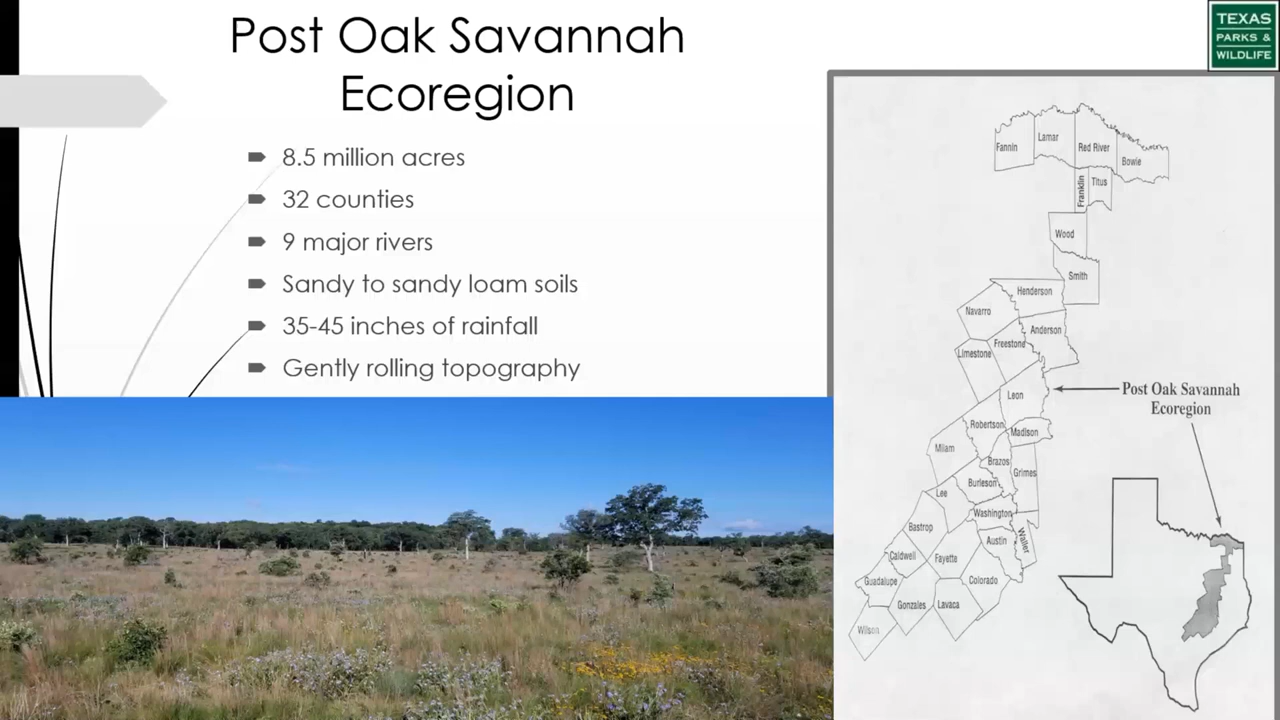 Post Oak Savannah
Ecoregion
8.5 million acres
32 counties
9 major rivers
Sandy to sandy loam soils
35-45 inches of rainfall
Gently rolling topography
TEXAS
PARKS &
WILDLIFE
Fannin
Lamar
Red River
Bowie
Franklin
Titus
Wood
Smith
Henderson
Navarro
Anderson
Freestone
Limestone
Leon
Robertson
Madison
Milam
Brazos
Grimes
Burleson
Lee
Washington
Bastrop
Austin
Waller
Caldwell
Fayette
Guadalupe
Colorado
Gonzales
Lavaca
Wilson
Post Oak Savannah
Ecoregion